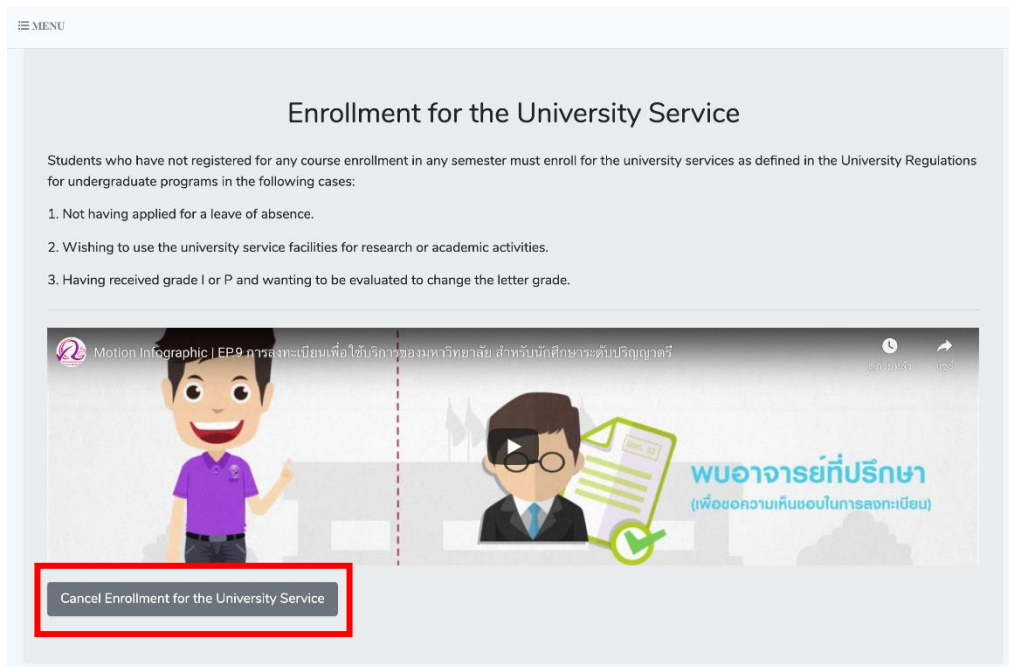 MENU
Enrollment for the University Service
Students who have not registered for any course enrollment in any semester must enroll for the university services as defined in the University Regulations
for undergraduate programs in the following cases:
1. Not having applied for a leave of absence.
2. Wishing to use the university service facilities for research or academic activities.
3. Having received grade I or P and wanting to be evaluated to change the letter grade.
Motion Infographic | EP.9 การลงทะเบียนเพื่อใช้บริการของมหาวิทยาลัย สำหรับนักศึกษาระดับปริญญาตรี
แชร์
พบอาจารย์ที่ปรึกษา
(เพื่อขอความเห็นชอบในการลงทะเบียน)
Cancel Enrollment for the University Service